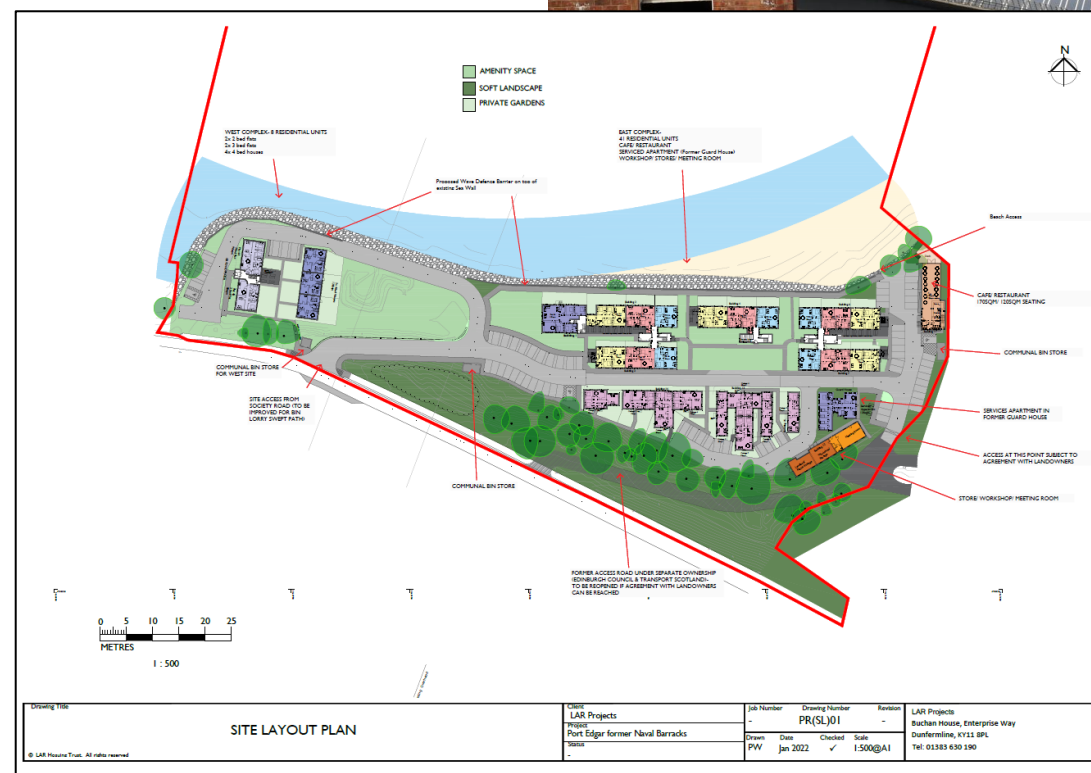 N
AMENITY SPACE
SOFT LANDSCAPE
PRIVATE GARDENS
WEST COMPLEX- 8 RESIDENTIAL UNITS
2x 2 bed flats
2x 3 bed flats
4x 4 bed houses
EAST COMPLEX-
41 RESIDENTIAL UNITS
CAFE/ RESTAURANT
SERVICED APARTMENT (Former Guard House)
WORKSHOP/ STORES/ MEETING ROOM
Proposed Wave Defence Barrier on top of
existing Sea Wall
Beach Access
CAFE/ RESTAURANT
170SQM/ 120SQM SEATING
COMMUNAL BIN STORE
COMMUNAL BIN STORE
FOR WEST SITE
SITE ACCESS FROM
SOCIETY ROAD (TO BE
IMPROVED FOR BIN
LORRY SWEPT PATH)
SERVICES APARTMENT IN
FORMER GUARD HOUSE
ACCESS AT THIS POINT SUBJECT TO
AGREEMENT WITH LANDOWNERS
COMMUNAL BIN STORE
STORE/ WORKSHOP/ MEETING ROOM
FORMER ACCESS ROAD UNDER SEPARATE OWNERSHIP
(EDINBURGH COUNCIL & TRANSPORT SCOTLAND)-
TO BE REOPENED IF AGREEMENT WITH LANDOWNERS
CAN BE REACHED
0 5 10 15 20 25
METRES
1 : 500
Drawing Title
SITE LAYOUT PLAN
© LAR Housing Trust. All rights reserved
Client
LAR Projects
Project
Port Edgar former Naval Barracks
Status
-
Job Number Drawing Number Revision
- PR(SL)01 -
Drawn Date Checked Scale
PW Jan 2022 ✓ 1:500@A1
LAR Projects
Buchan House, Enterprise Way
Dunfermline, KY11 8PL
Tel: 01383 630 190